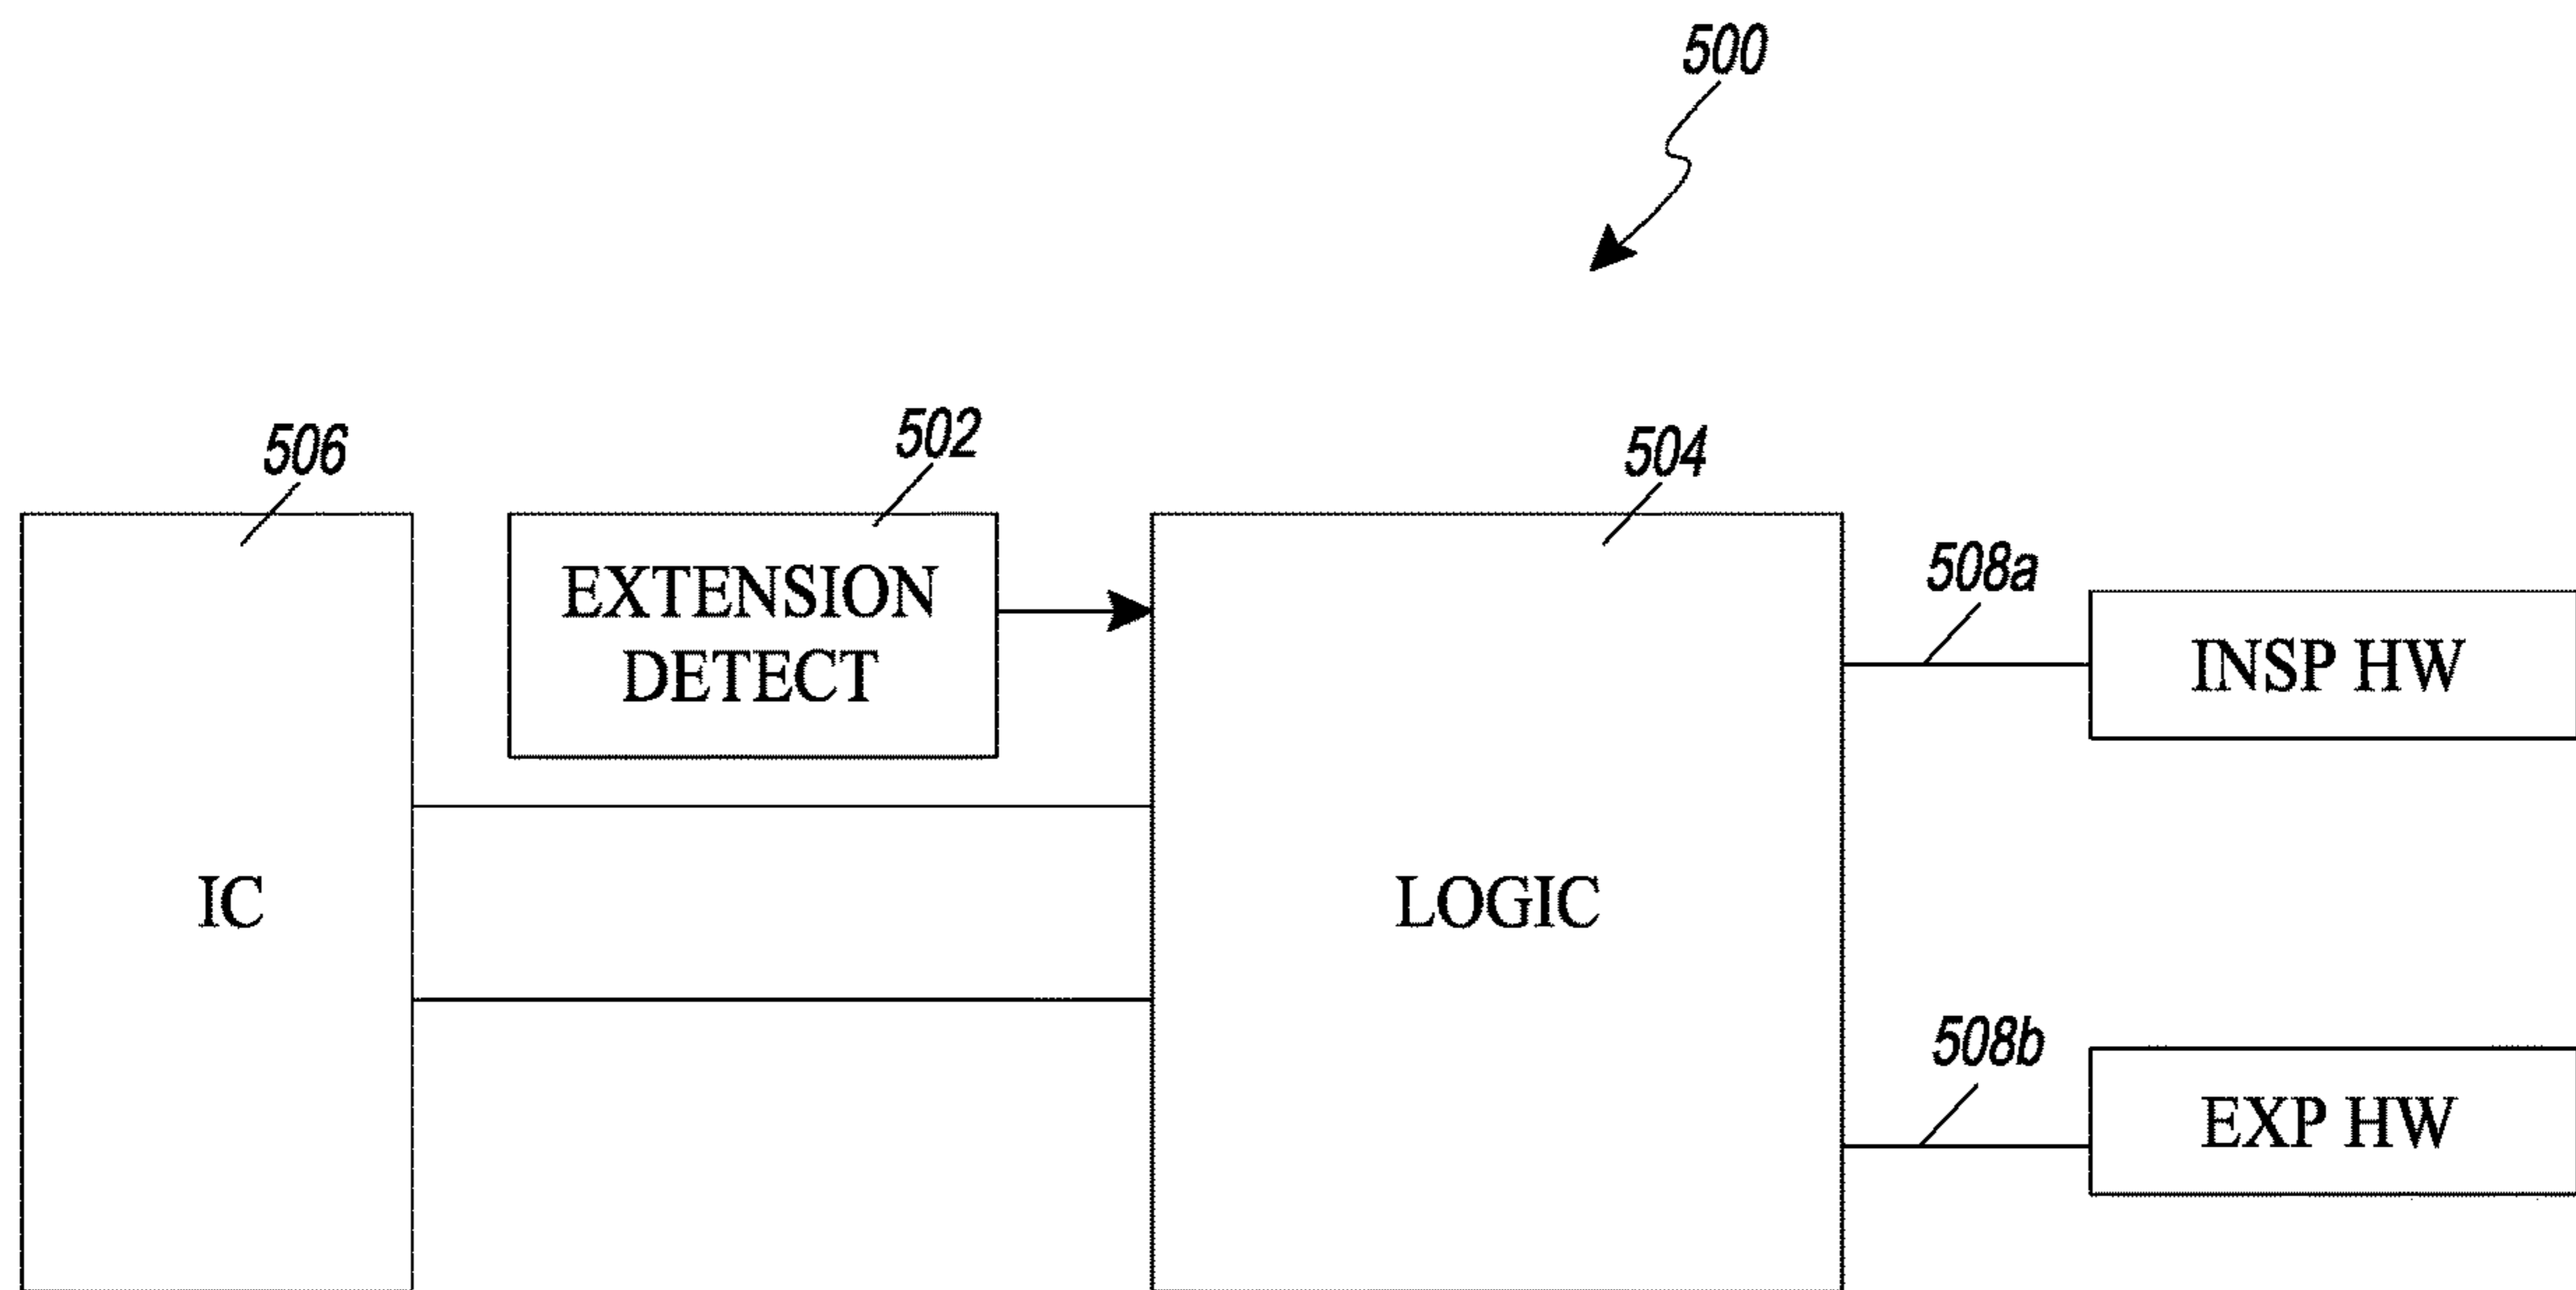 500
506
502
504
EXTENSION
DETECT
508a
INSP HW
IC
LOGIC
508b
EXP HW